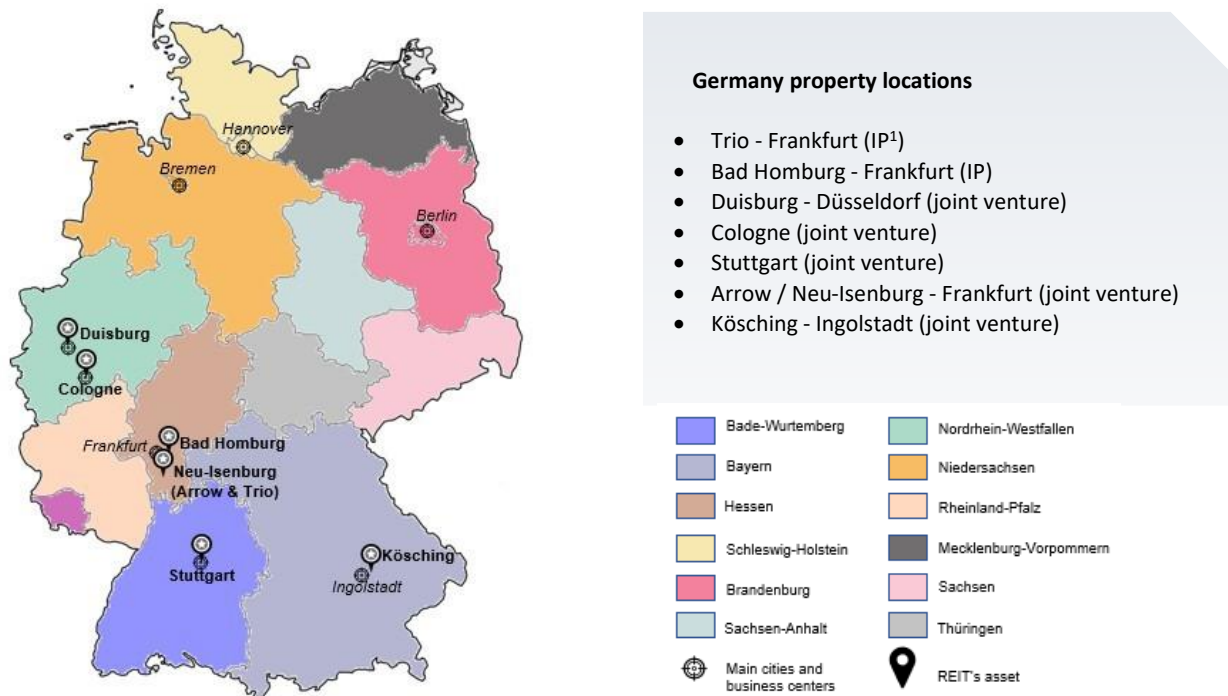 Hannover
Bremen
Berlin
Duisburg
Cologne
Frankfurt
Bad Homburg
Neu-Isenburg
(Arrow & Trio)
Stuttgart
Kösching
Ingolstadt
Germany property locations
• Trio - Frankfurt (IP¹)
• Bad Homburg - Frankfurt (IP)
• Duisburg - Düsseldorf (joint venture)
• Cologne (joint venture)
• Stuttgart (joint venture)
• Arrow / Neu-Isenburg - Frankfurt (joint venture)
• Kösching - Ingolstadt (joint venture)
Bade-Wurtemberg
Bayern
Hessen
Schleswig-Holstein
Brandenburg
Sachsen-Anhalt
Main cities and
business centers
Nordrhein-Westfallen
Niedersachsen
Rheinland-Pfalz
Mecklenburg-Vorpommern
Sachsen
Thüringen
REIT's asset